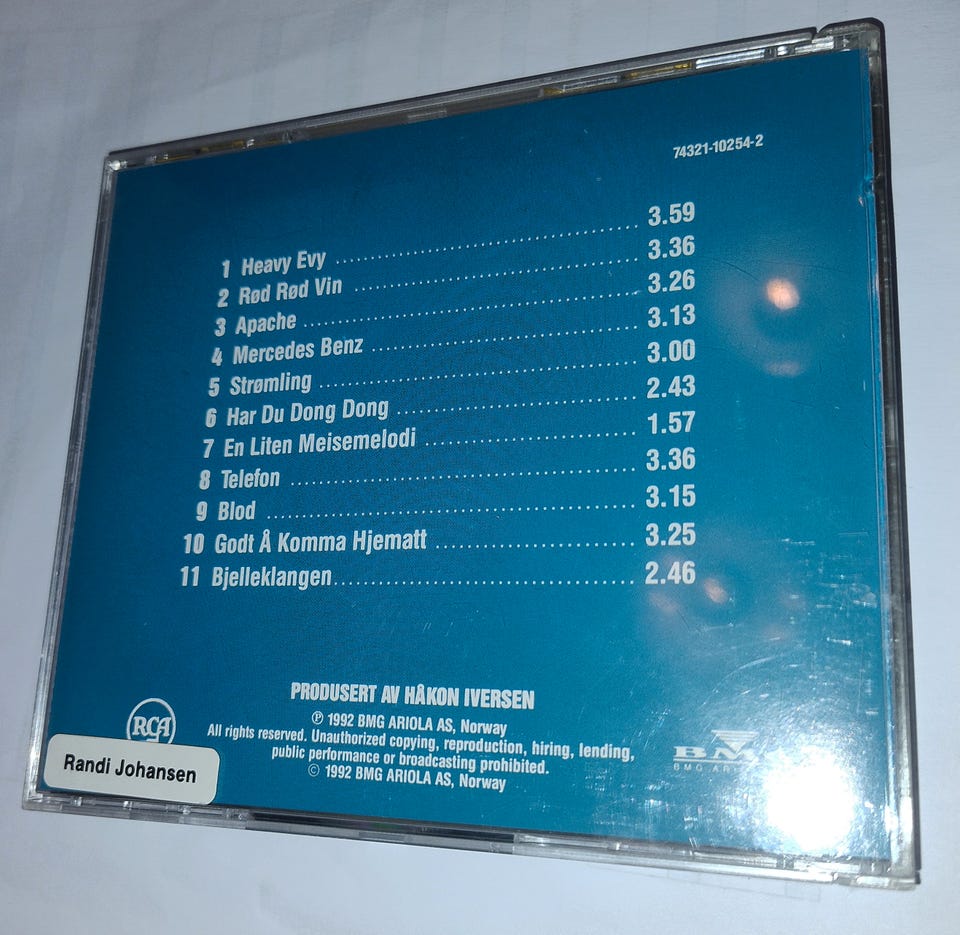 74321-10254-2
1 Heavy Evy ........ 3.59
2 Rød Rød Vin ........ 3.36
3 Apache ........ 3.26
4 Mercedes Benz ........ 3.13
5 Strømling ........ 3.00
6 Har Du Dong Dong ........ 2.43
7 En Liten Meisemelodi ........ 1.57
8 Telefon ........ 3.36
9 Blod ........ 3.15
10 Godt Å Komma Hjematt ........ 3.25
11 Bjelleklangen ........ 2.46
PRODUSERT AV HÅKON IVERSEN
℗ 1992 BMG ARIOLA AS, Norway
All rights reserved. Unauthorized copying, reproduction, hiring, lending,
public performance or broadcasting prohibited.
© 1992 BMG ARIOLA AS, Norway
RCA
Randi Johansen
BMG